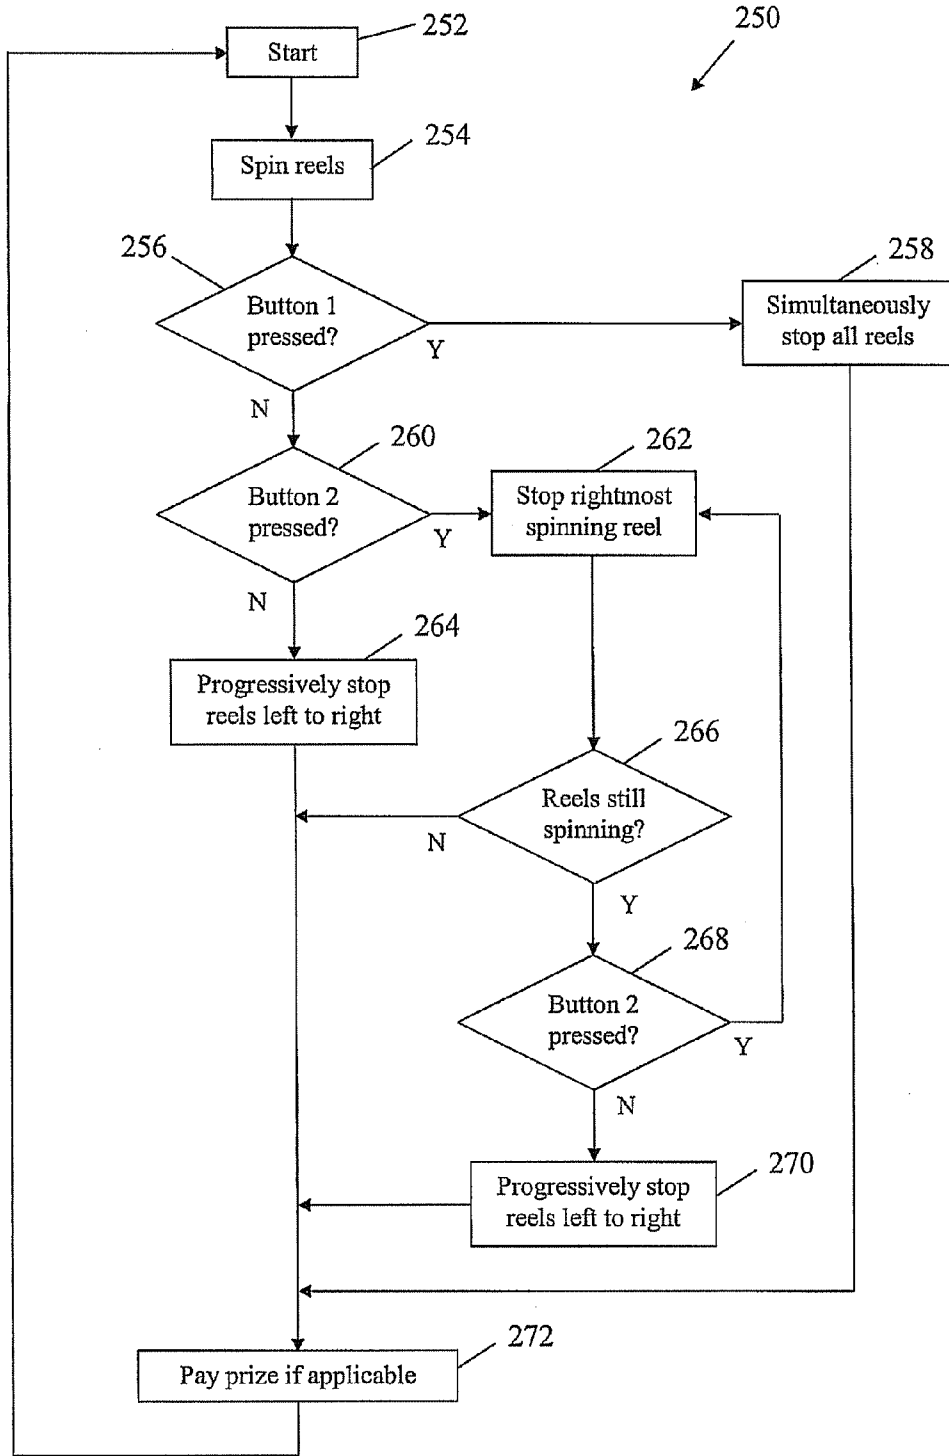 252
250
Start
254
Spin reels
256
258
Button 1
pressed?
Y
Simultaneously
stop all reels
N
260
262
Button 2
pressed?
Y
Stop rightmost
spinning reel
N
264
Progressively stop
reels left to right
266
Reels still
spinning?
N
Y
268
Button 2
pressed?
Y
N
270
Progressively stop
reels left to right
272
Pay prize if applicable